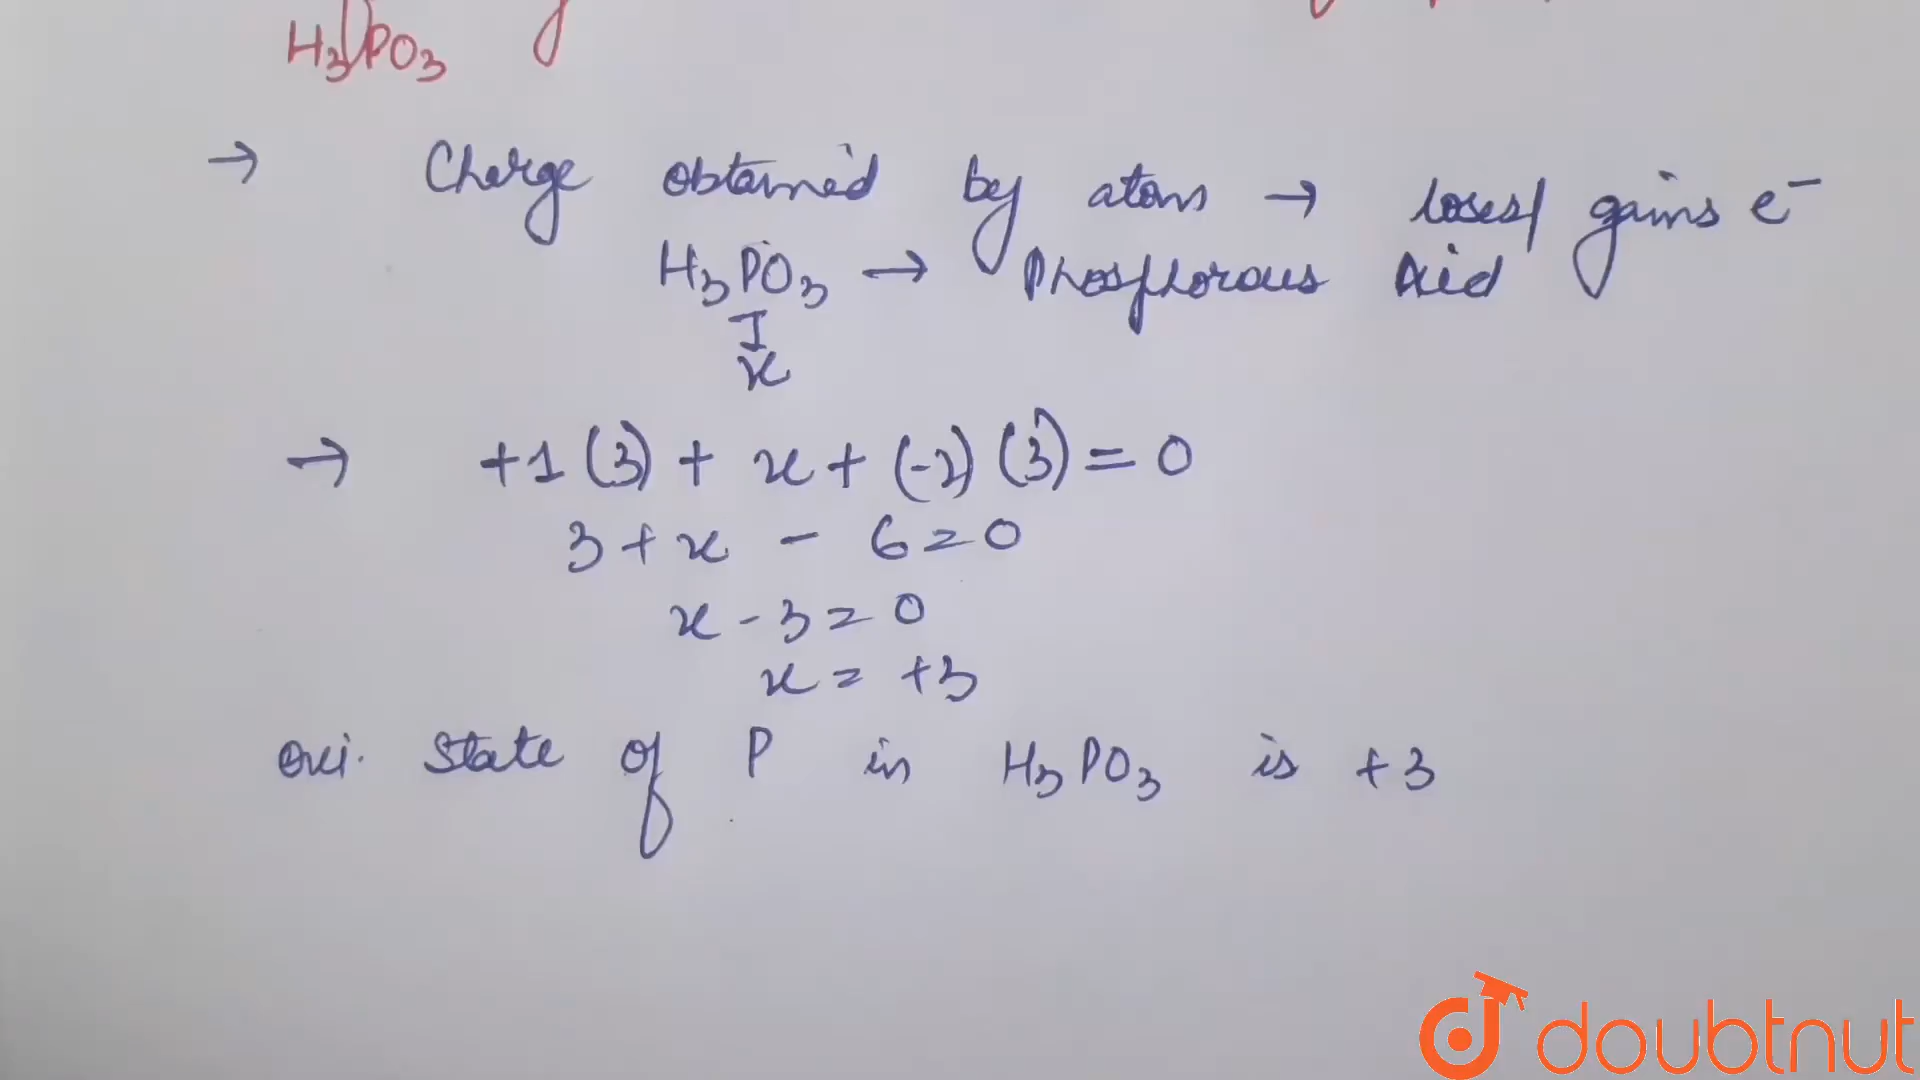 H₃PO₃
→ Charge obtained by atom → loses/ gains e⁻
H₃PO₃ → Phosphorous Acid
x
→ +1 (3) + x + (-2) (3) = 0
3 + x - 6 = 0
x - 3 = 0
x = +3
oxi. State of P in H₃PO₃ is +3
doubtnut